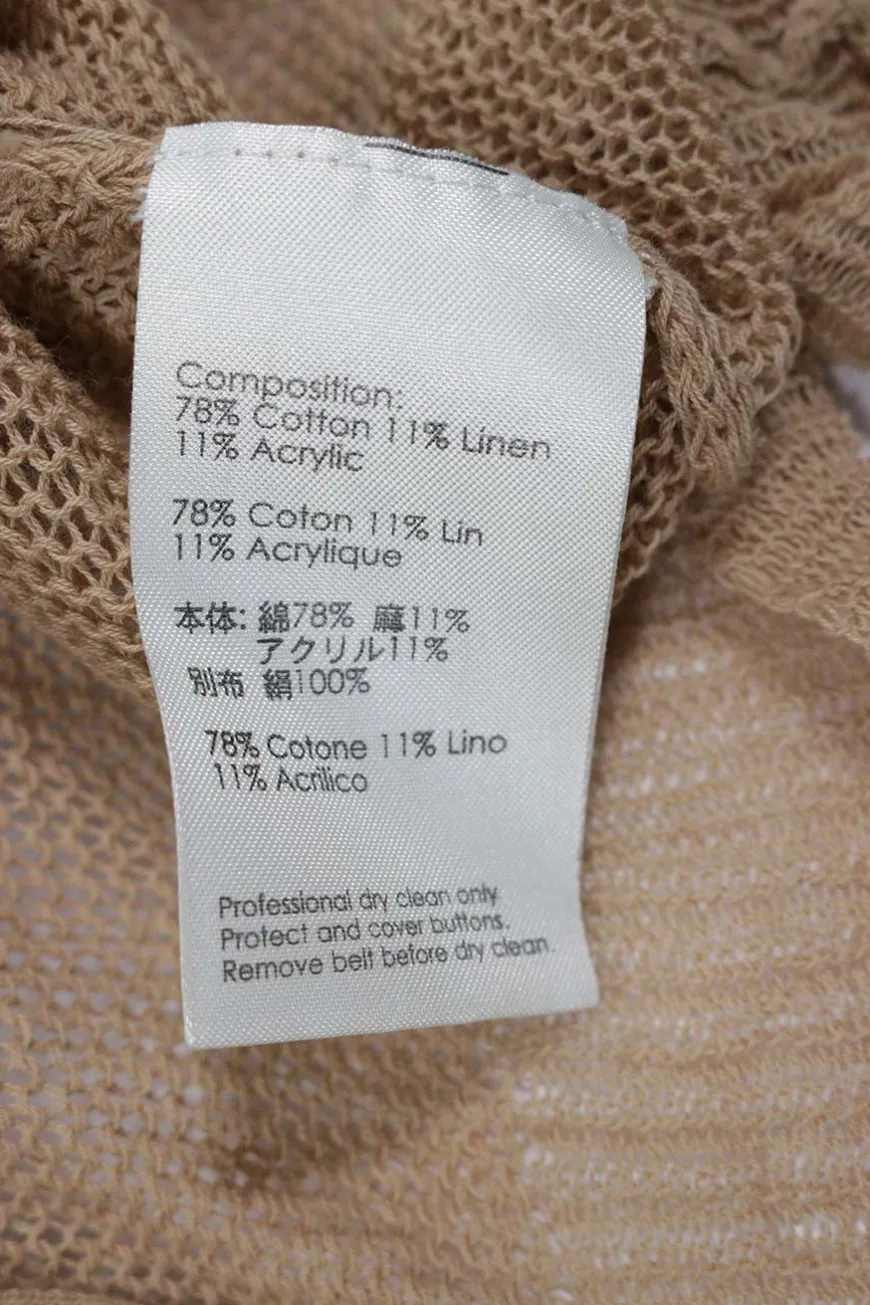 Composition:
78% Cotton 11% Linen
11% Acrylic
78% Coton 11% Lin
11% Acrylique
本体: 綿78% 麻11%
アクリル11%
別布 絹100%
78% Cotone 11% Lino
11% Acrilico
Professional dry clean only
Protect and cover buttons.
Remove belt before dry clean.